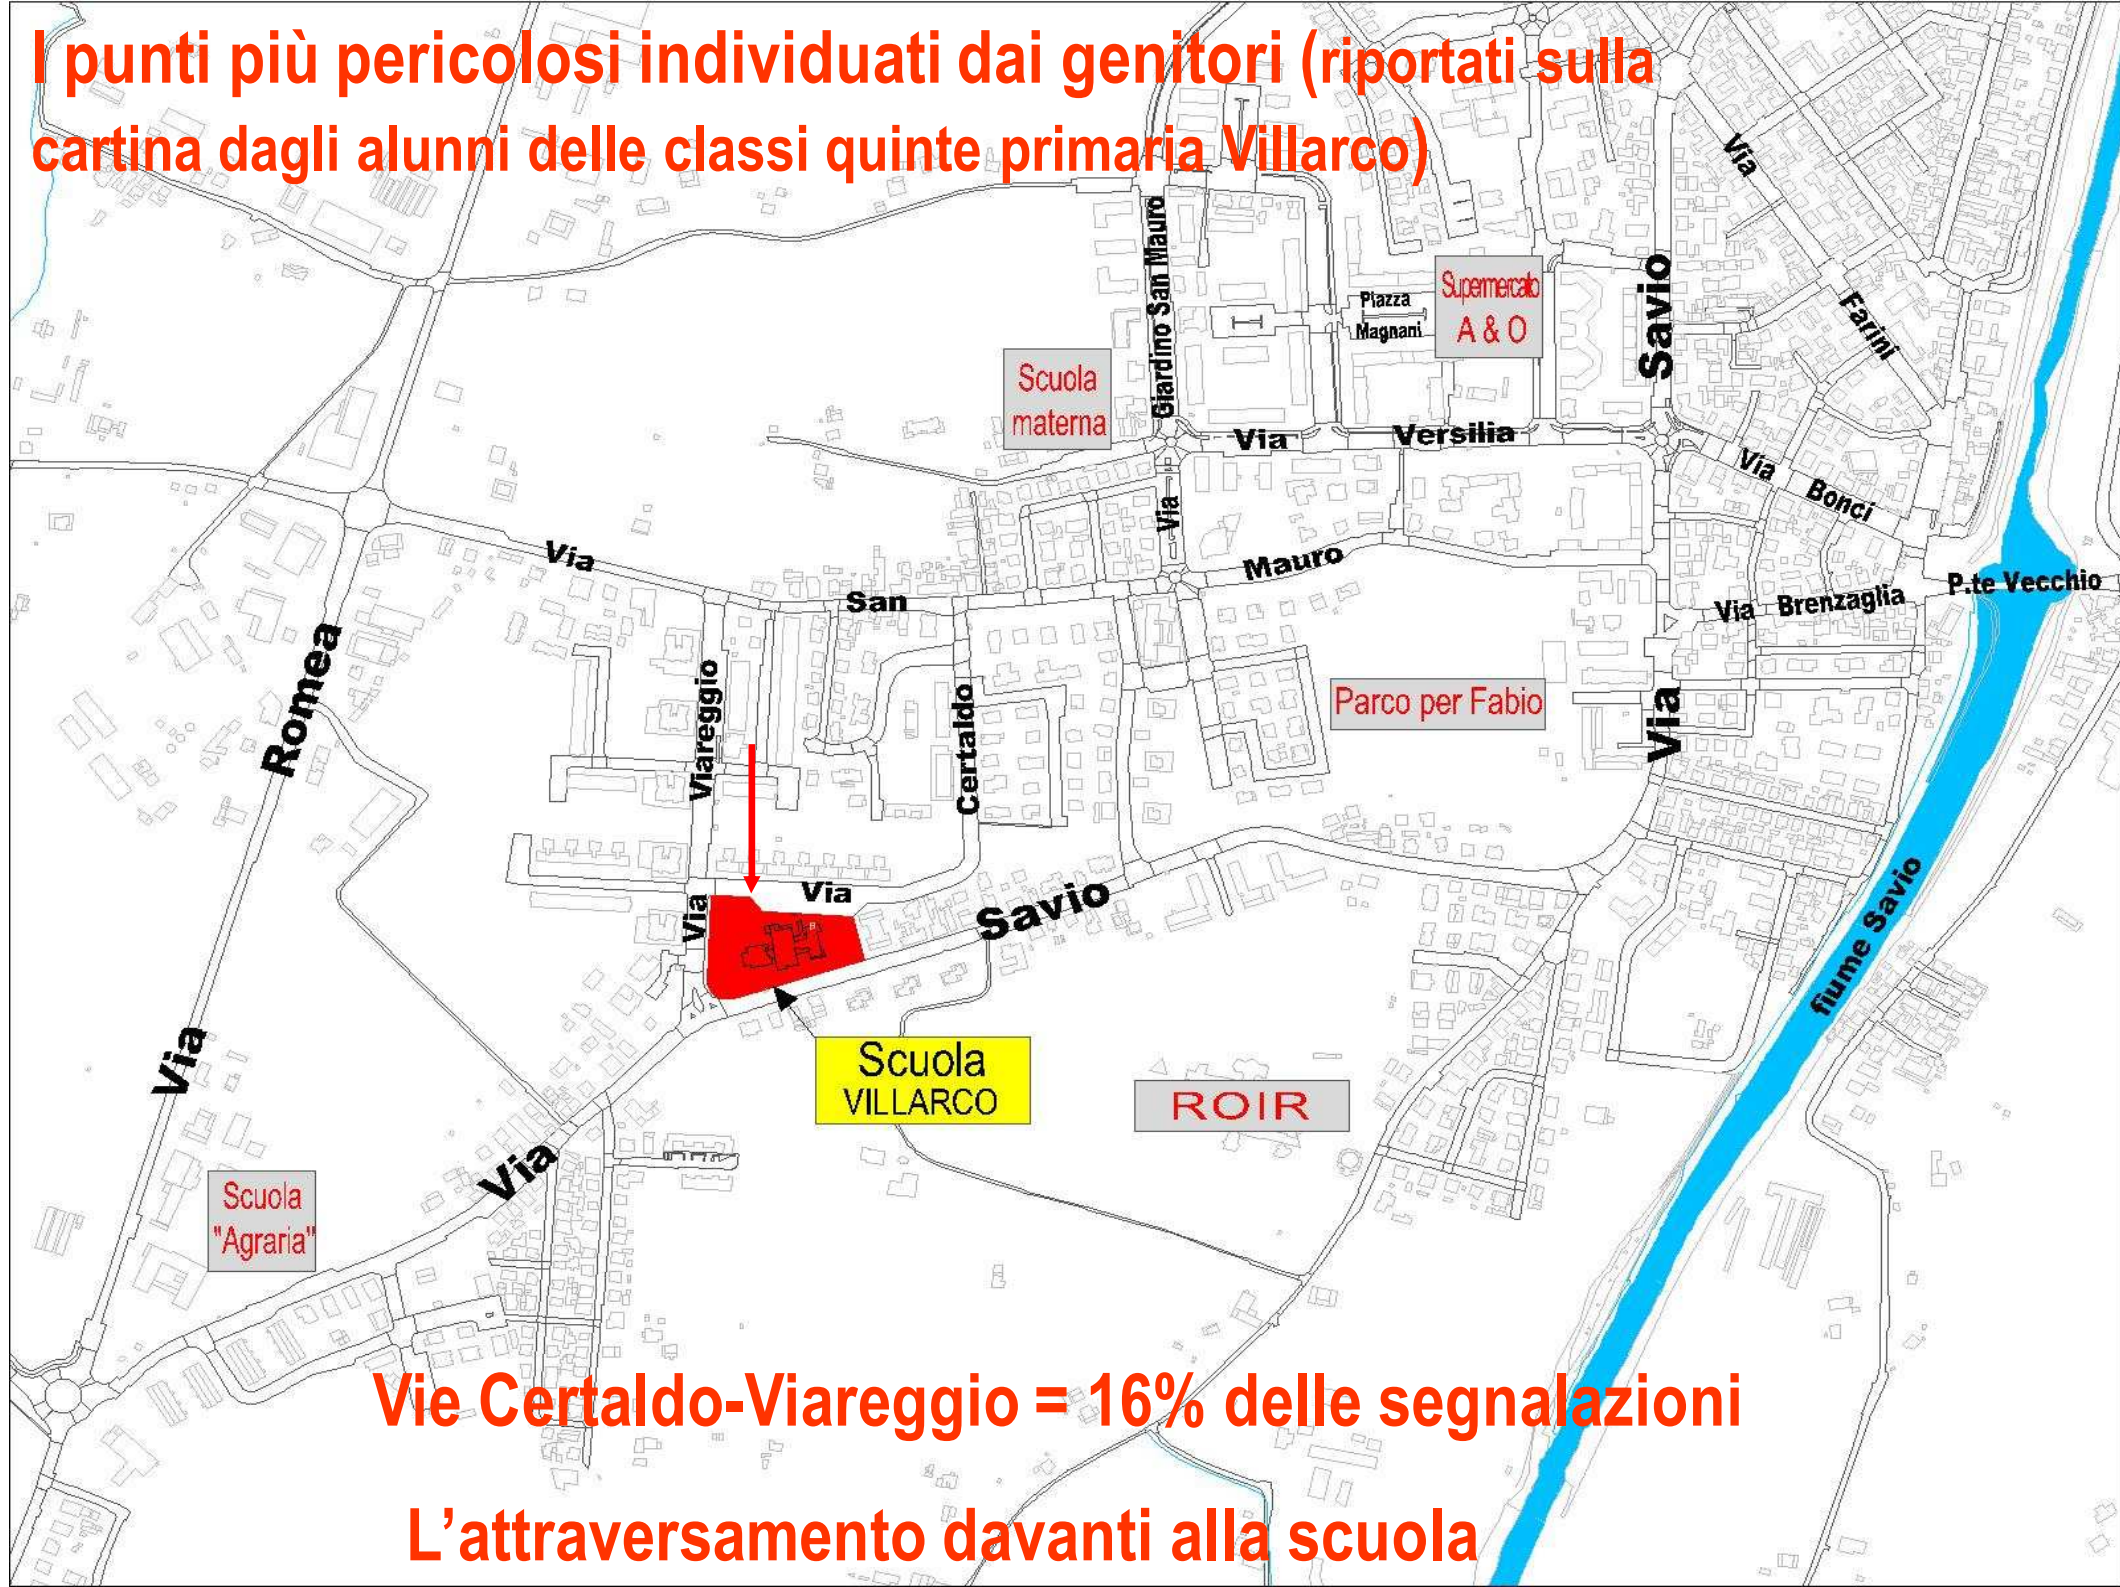 I punti più pericolosi individuati dai genitori (riportati sulla
cartina dagli alunni delle classi quinte primaria Villarco)
Via
Farini
Giardino San Mauro
Savio
Supermercato
A & O
Piazza
Magnani
Scuola
materna
Via Versilia
Via Bonci
Via
Via San Mauro
Via Brenzaglia
P.te Vecchio
Via Romea
Via Viareggio
Via Certaldo
Parco per Fabio
Via
Via Savio
fiume Savio
Scuola
VILLARCO
ROIR
Scuola
"Agraria"
Vie Certaldo-Viareggio = 16% delle segnalazioni
L’attraversamento davanti alla scuola